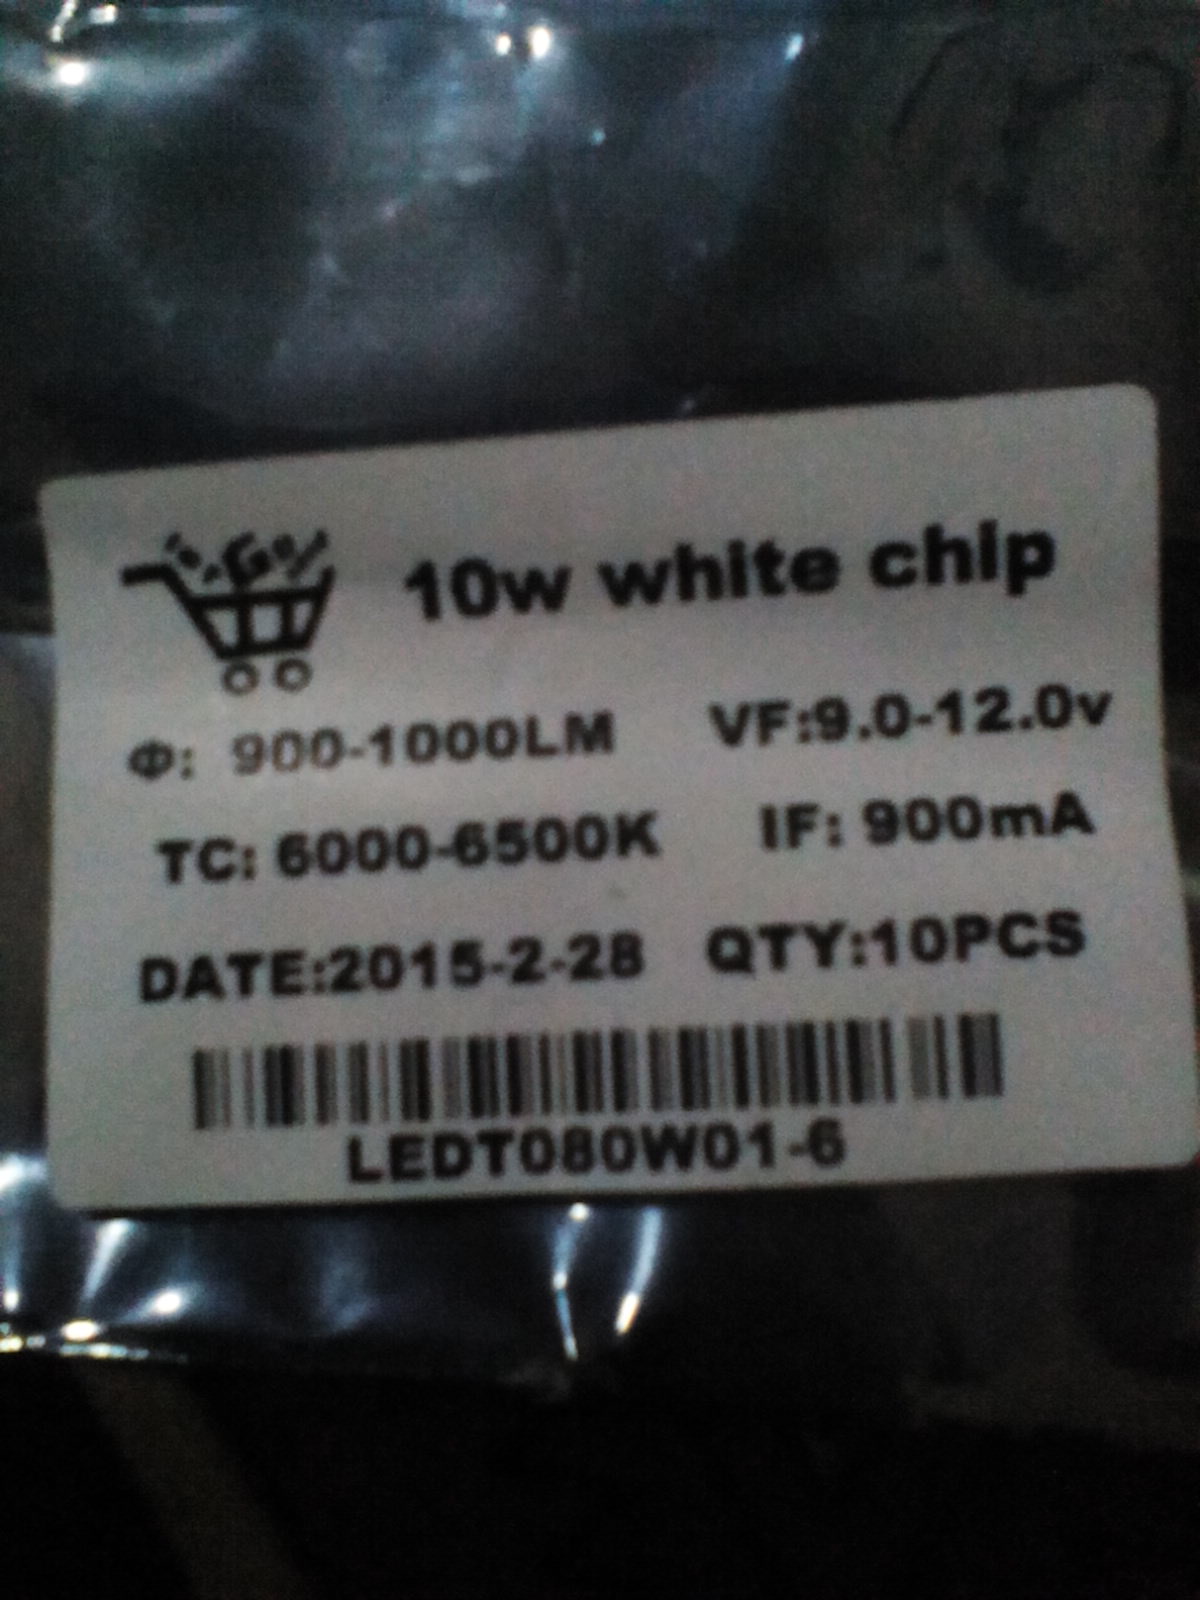 10w white chip
Φ: 900-1000LM VF:9.0-12.0v
TC: 6000-6500K IF: 900mA
DATE:2015-2-28 QTY:10PCS
LEDT080W01-6